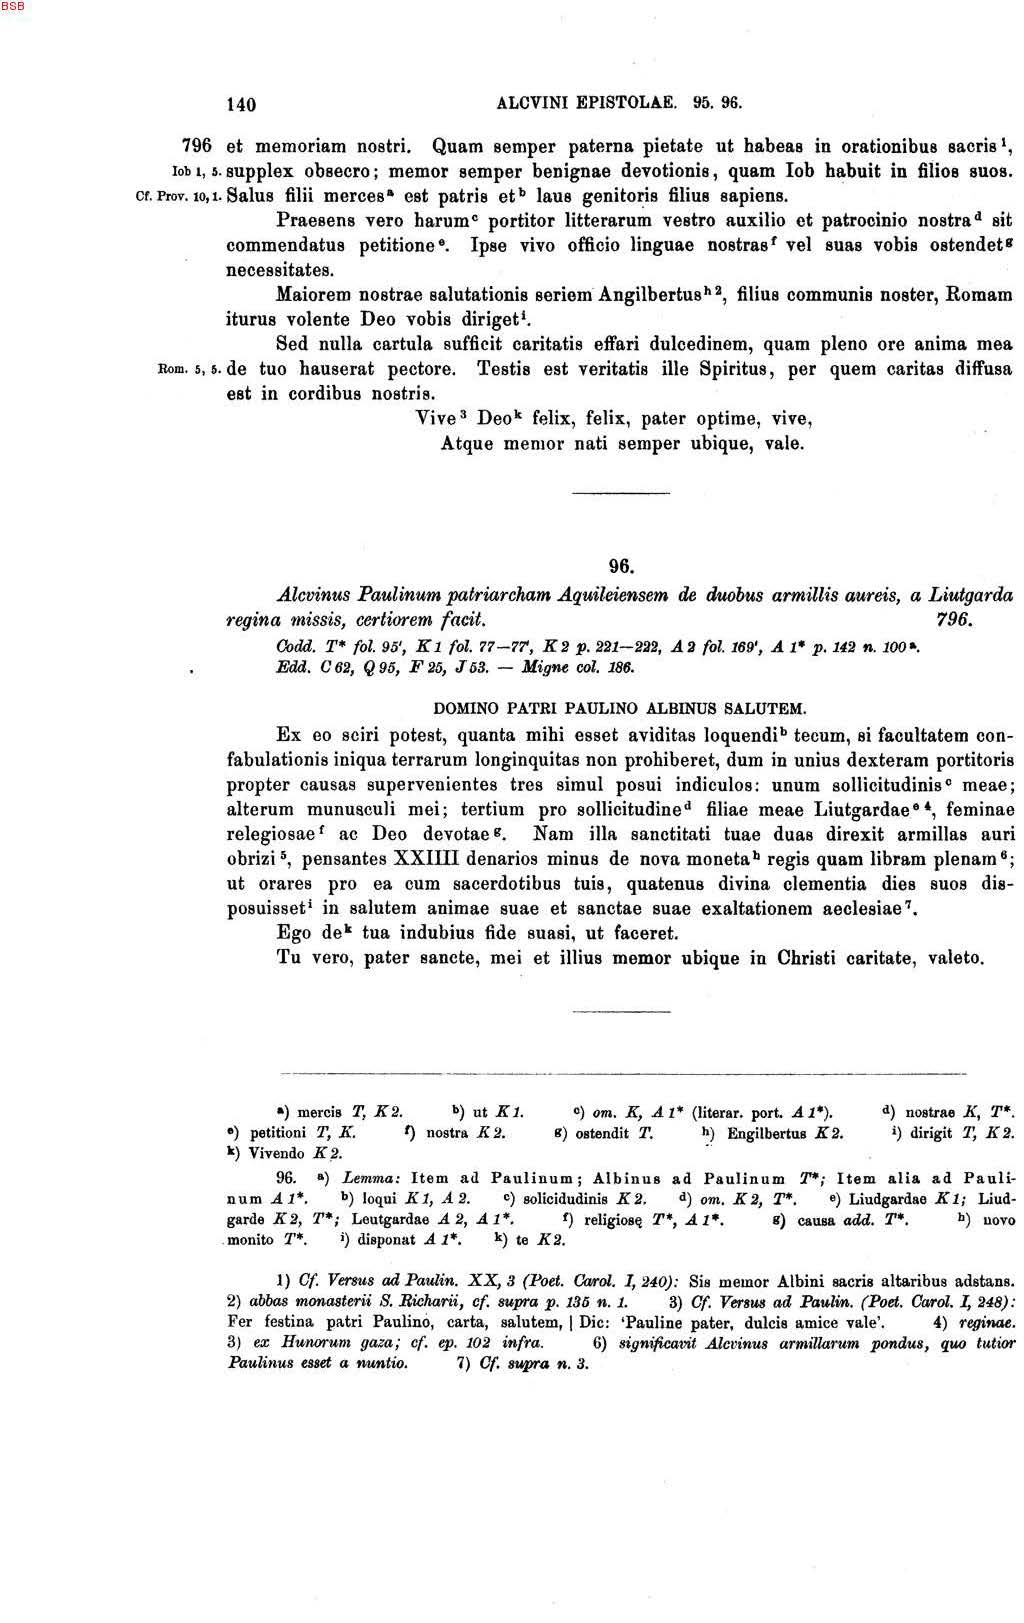 BSB
140 ALCVINI EPISTOLAE. 95. 96.
796 et memoriam nostri. Quam semper paterna pietate ut habeas in orationibus sacris ¹,
Iob 1, 5. supplex obsecro; memor semper benignae devotionis, quam Iob habuit in filios suos.
Cf. Prov. 10,1. Salus filii merces ᵃ est patris et ᵇ laus genitoris filius sapiens.
Praesens vero harum ᶜ portitor litterarum vestro auxilio et patrocinio nostra ᵈ sit
commendatus petitione ᵉ. Ipse vivo officio linguae nostras ᶠ vel suas vobis ostendet ᵍ
necessitates.
Maiorem nostrae salutationis seriem Angilbertus ʰ ², filius communis noster, Romam
iturus volente Deo vobis diriget ⁱ.
Sed nulla cartula sufficit caritatis effari dulcedinem, quam pleno ore anima mea
Rom. 5, 5. de tuo hauserat pectore. Testis est veritatis ille Spiritus, per quem caritas diffusa
est in cordibus nostris.
Vive ³ Deo ᵏ felix, felix, pater optime, vive,
Atque memor nati semper ubique, vale.
96.
Alcvinus Paulinum patriarcham Aquileiensem de duobus armillis aureis, a Liutgarda
regina missis, certiorem facit. 796.
Codd. T* fol. 95', K 1 fol. 77—77', K 2 p. 221—222, A 2 fol. 169', A 1* p. 142 n. 100 ᵃ.
Edd. C 62, Q 95, F 25, J 53. — Migne col. 186.
DOMINO PATRI PAULINO ALBINUS SALUTEM.
Ex eo sciri potest, quanta mihi esset aviditas loquendi ᵇ tecum, si facultatem con-
fabulationis iniqua terrarum longinquitas non prohiberet, dum in unius dexteram portitoris
propter causas supervenientes tres simul posui indiculos: unum sollicitudinis ᶜ meae;
alterum munusculi mei; tertium pro sollicitudine ᵈ filiae meae Liutgardae ᵉ ⁴, feminae
relegiosae ᶠ ac Deo devotae ᵍ. Nam illa sanctitati tuae duas direxit armillas auri
obrizi ⁵, pensantes XXIIII denarios minus de nova moneta ʰ regis quam libram plenam ⁶;
ut orares pro ea cum sacerdotibus tuis, quatenus divina clementia dies suos dis-
posuisset ⁱ in salutem animae suae et sanctae suae exaltationem aeclesiae ⁷.
Ego de ᵏ tua indubius fide suasi, ut faceret.
Tu vero, pater sancte, mei et illius memor ubique in Christi caritate, valeto.
ᵃ) mercis T, K 2. ᵇ) ut K 1. ᶜ) om. K, A 1* (literar. port. A 1*). ᵈ) nostrae K, T*.
ᵉ) petitioni T, K. ᶠ) nostra K 2. ᵍ) ostendit T. ʰ) Engilbertus K 2. ⁱ) dirigit T, K 2.
ᵏ) Vivendo K 2.
96. ᵃ) Lemma: Item ad Paulinum; Albinus ad Paulinum T*; Item alia ad Pauli-
num A 1*. ᵇ) loqui K 1, A 2. ᶜ) solicidudinis K 2. ᵈ) om. K 2, T*. ᵉ) Liudgardae K 1; Liud-
garde K 2, T*; Leutgardae A 2, A 1*. ᶠ) religiosę T*, A 1*. ᵍ) causa add. T*. ʰ) novo
monito T*. ⁱ) disponat A 1*. ᵏ) te K 2.
1) Cf. Versus ad Paulin. XX, 3 (Poet. Carol. I, 240): Sis memor Albini sacris altaribus adstans.
2) abbas monasterii S. Richarii, cf. supra p. 135 n. 1. 3) Cf. Versus ad Paulin. (Poet. Carol. I, 248):
Fer festina patri Paulino, carta, salutem, | Dic: 'Pauline pater, dulcis amice vale'. 4) reginae.
3) ex Hunorum gaza; cf. ep. 102 infra. 6) significavit Alcvinus armillarum pondus, quo tutior
Paulinus esset a nuntio. 7) Cf. supra n. 3.